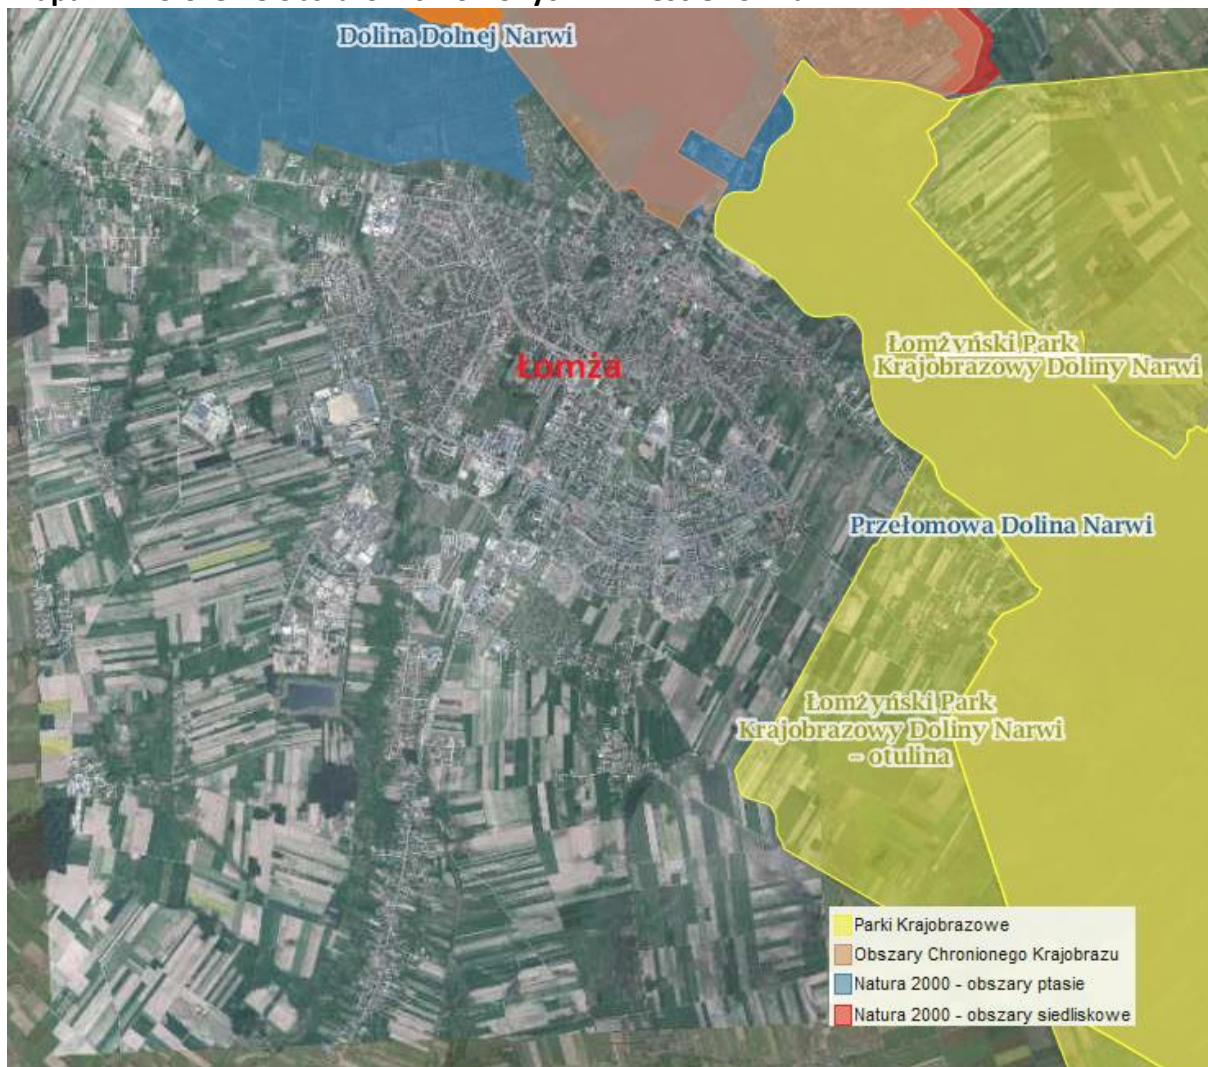 Dolina Dolnej Narwi
Łomżyński Park
Krajobrazowy Doliny Narwi
Łomża
Przełomowa Dolina Narwi
Łomżyński Park
Krajobrazowy Doliny Narwi
– otulina
Parki Krajobrazowe
Obszary Chronionego Krajobrazu
Natura 2000 - obszary ptasie
Natura 2000 - obszary siedliskowe